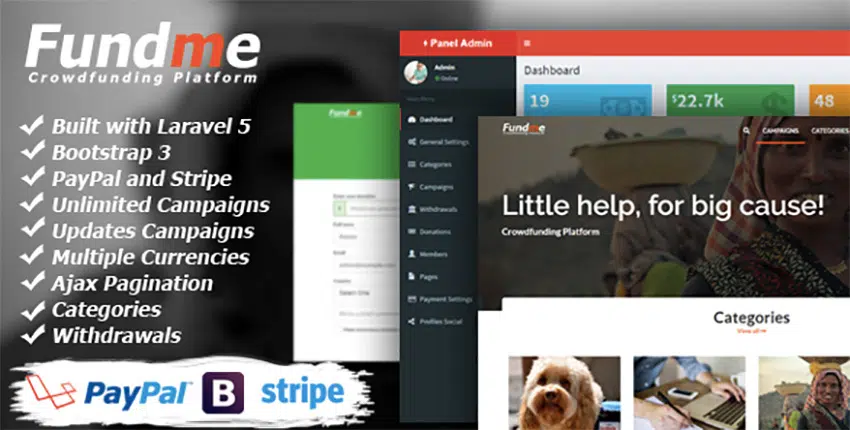 Fundme
Crowdfunding Platform
Built with Laravel 5
Bootstrap 3
PayPal and Stripe
Unlimited Campaigns
Updates Campaigns
Multiple Currencies
Ajax Pagination
Categories
Withdrawals
PayPal™ B stripe
Fundme
Panel Admin
Admin
Online
Dashboard
General Settings
Categories
Campaigns
Withdrawals
Donations
Members
Pages
Payment Settings
Profiles Social
Dashboard
19
$22.7k
48
Fundme
CAMPAIGNS
CATEGORIES
Little help, for big cause!
Crowdfunding Platform
Categories
View all